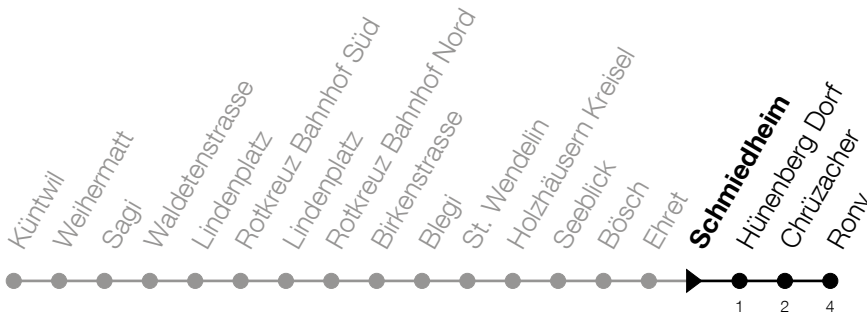 Küntwil
Weihermatt
Sagi
Waldetenstrasse
Lindenplatz
Rotkreuz Bahnhof Süd
Lindenplatz
Rotkreuz Bahnhof Nord
Birkenstrasse
Blegi
St. Wendelin
Holzhäusern Kreisel
Seeblick
Bösch
Ehret
Schmiedheim
Hünenberg Dorf
Chrüzacher
Rony
1 2 4